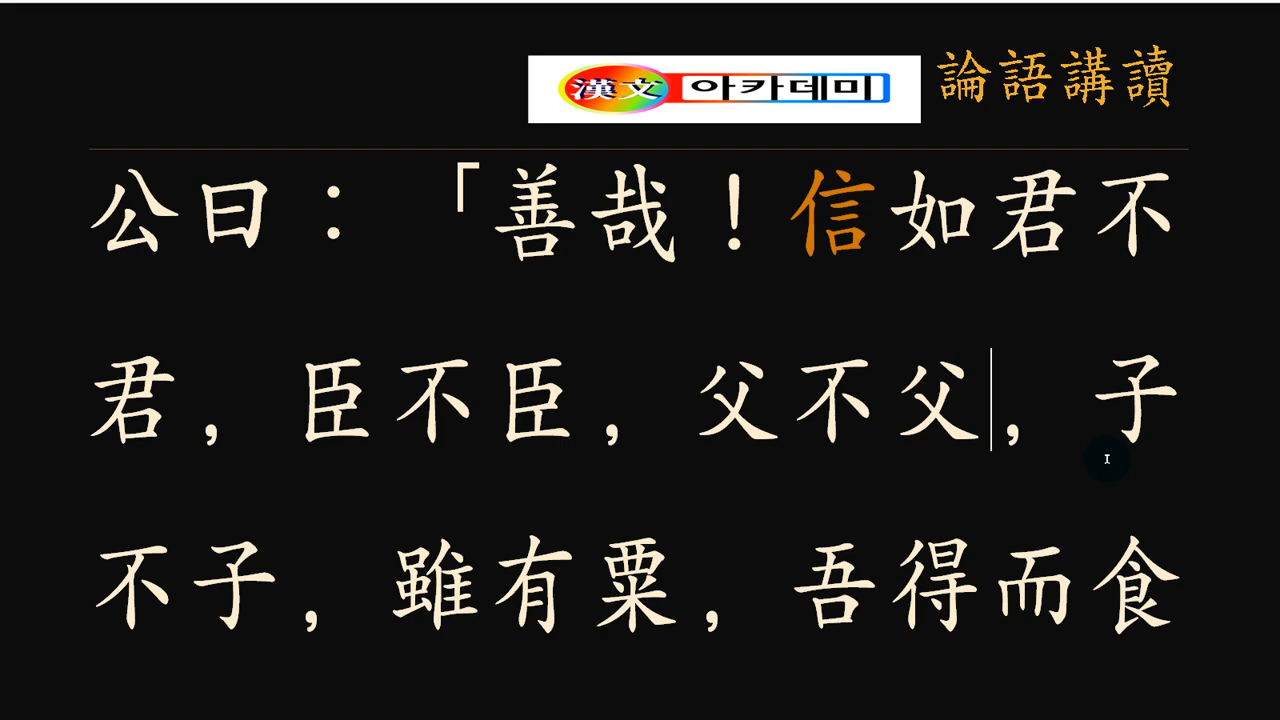 漢文 아카데미 論語講讀
公曰：「善哉！信如君不
君，臣不臣，父不父，子
不子，雖有粟，吾得而食